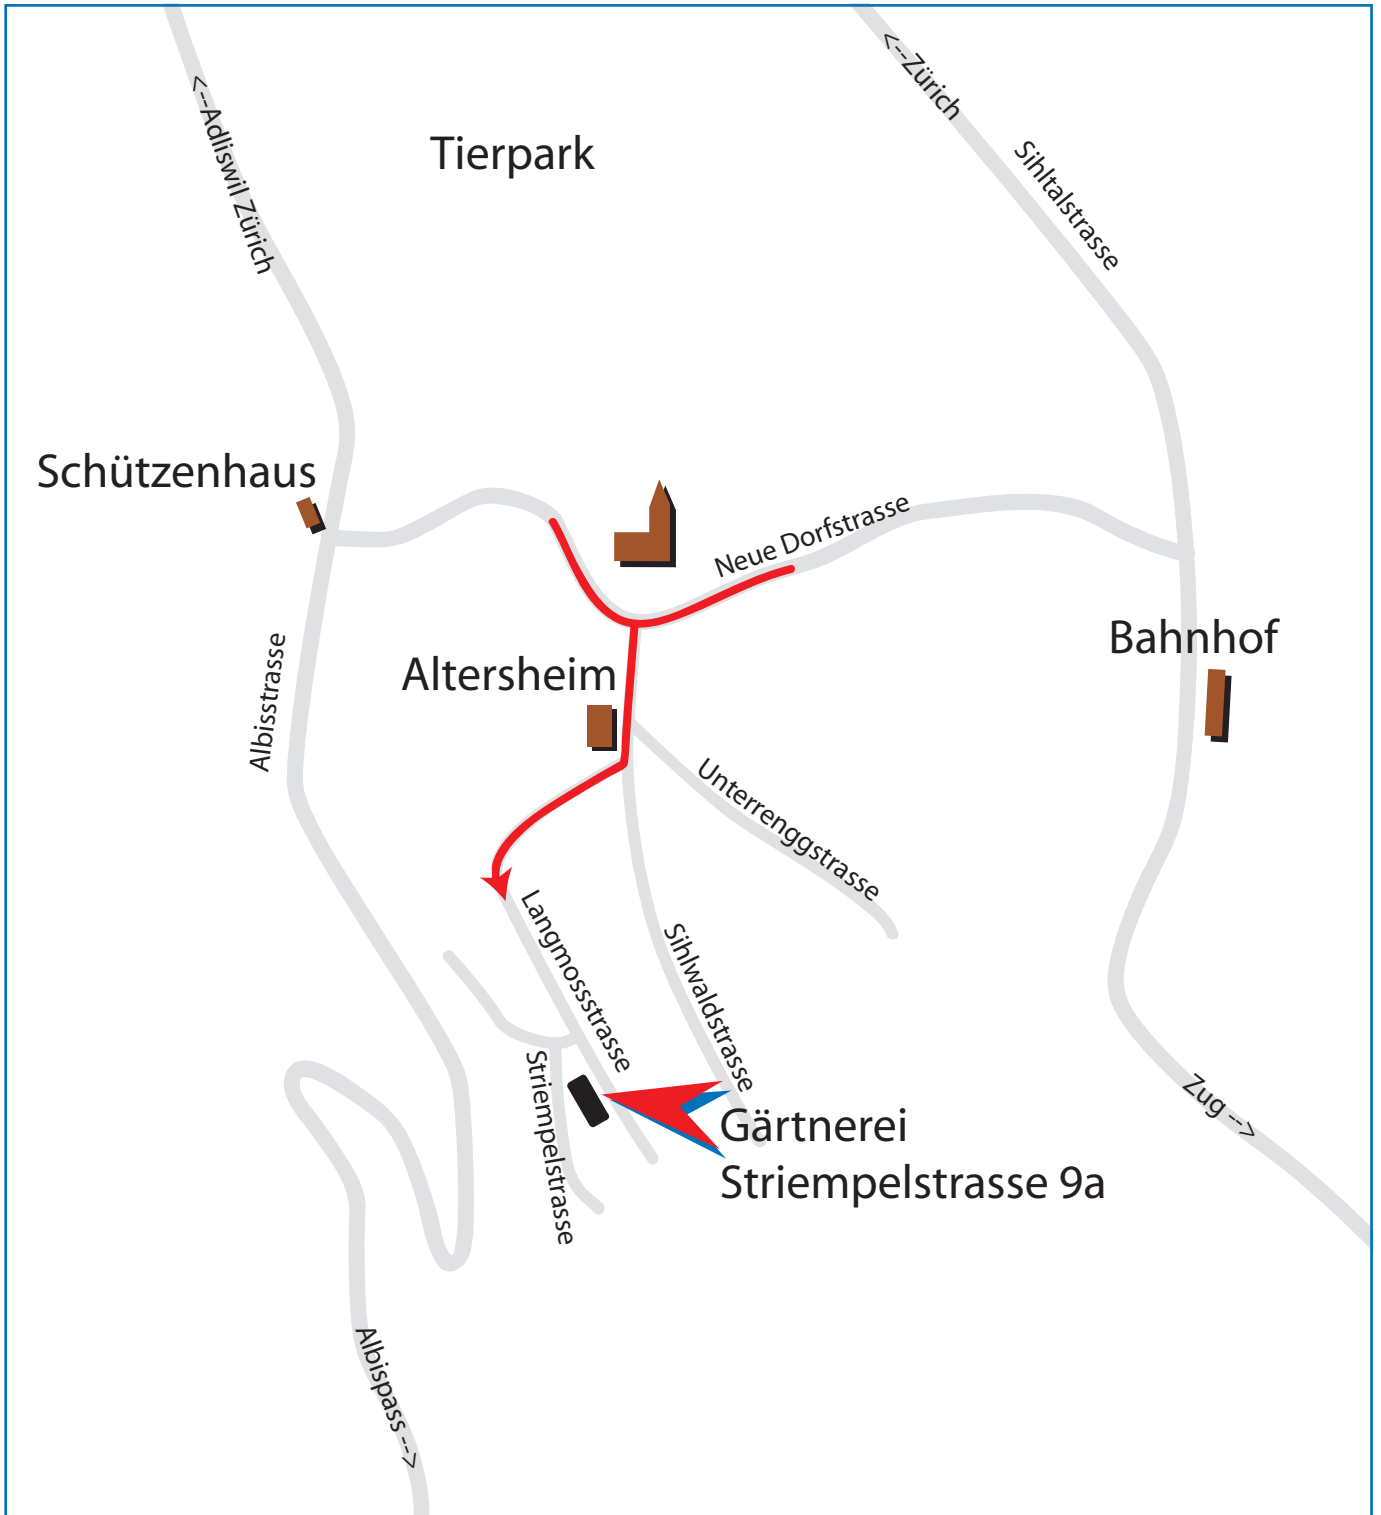 <--Zürich
<--Adliswil Zürich
Tierpark
Sihltalstrasse
Schützenhaus
Neue Dorfstrasse
Bahnhof
Altersheim
Albisstrasse
Unterrenggstrasse
Langmossstrasse
Sihlwaldstrasse
Striempelstrasse
Zug -->
Gärtnerei
Striempelstrasse 9a
Albispass -->